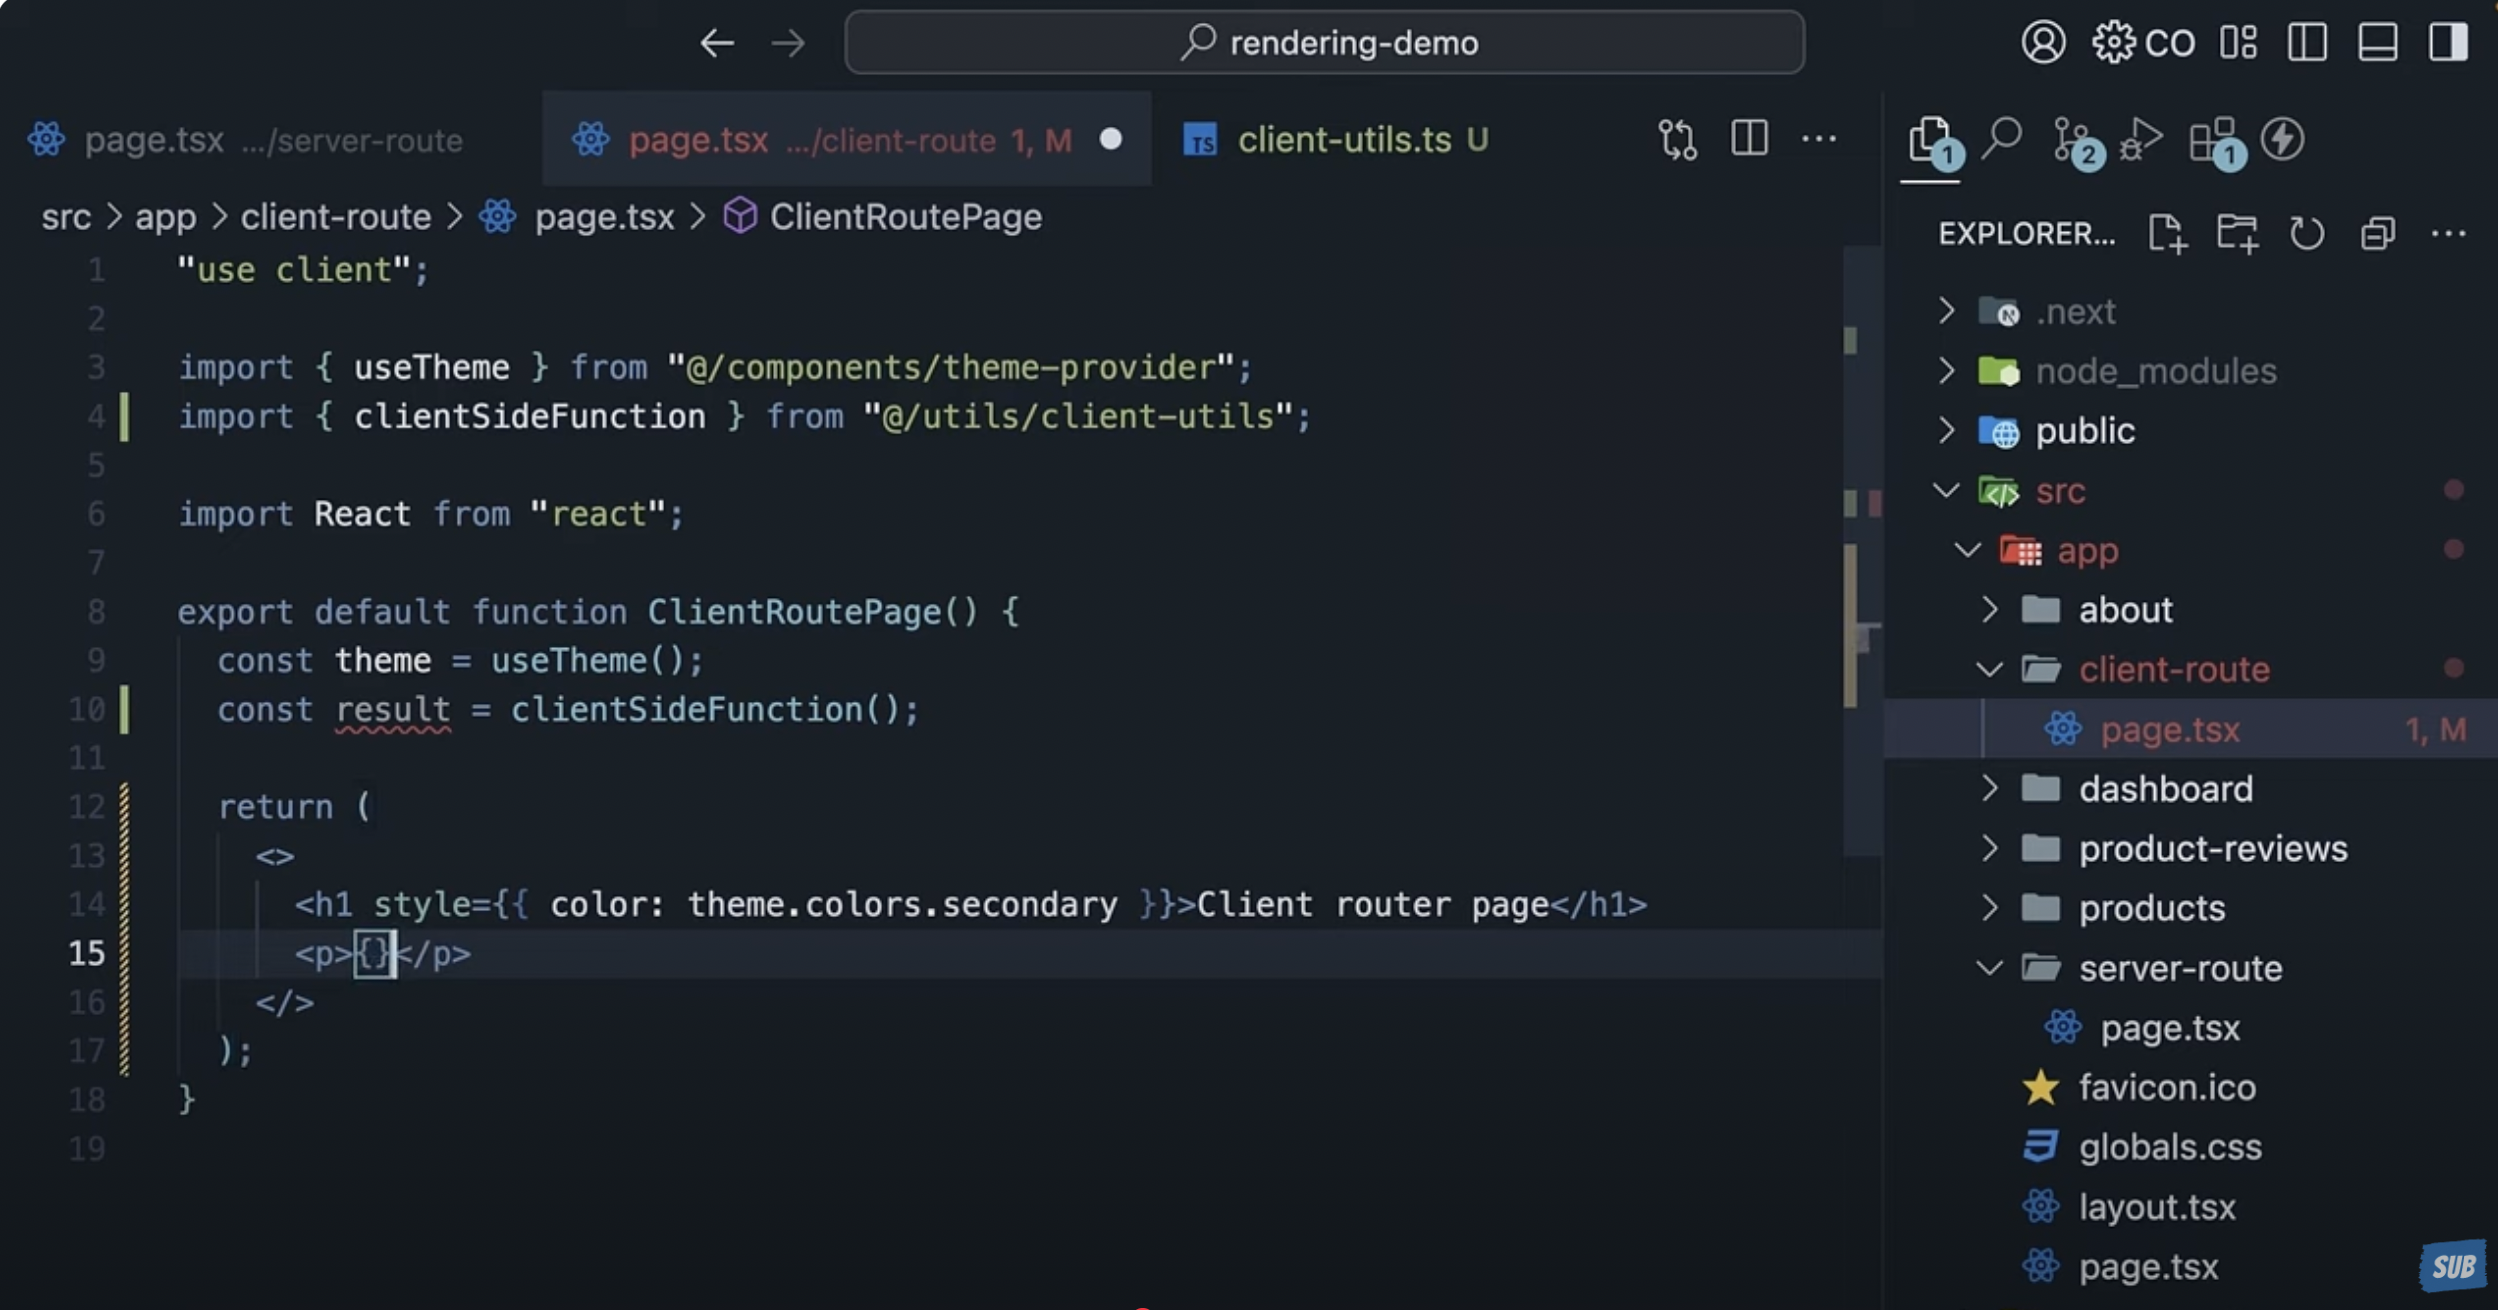 rendering-demo
CO
page.tsx .../server-route
page.tsx .../client-route 1, M
TS client-utils.ts U
1
2
1
src > app > client-route > page.tsx > ClientRoutePage
EXPLORER...
1 "use client";
2
3 import { useTheme } from "@/components/theme-provider";
4 import { clientSideFunction } from "@/utils/client-utils";
5
6 import React from "react";
7
8 export default function ClientRoutePage() {
9 const theme = useTheme();
10 const result = clientSideFunction();
11
12 return (
13 <>
14 <h1 style={{ color: theme.colors.secondary }}>Client router page</h1>
15 <p>{}</p>
16 </>
17 );
18 }
19
.next
node_modules
public
src
app
about
client-route
page.tsx 1, M
dashboard
product-reviews
products
server-route
page.tsx
favicon.ico
globals.css
layout.tsx
page.tsx
SUB